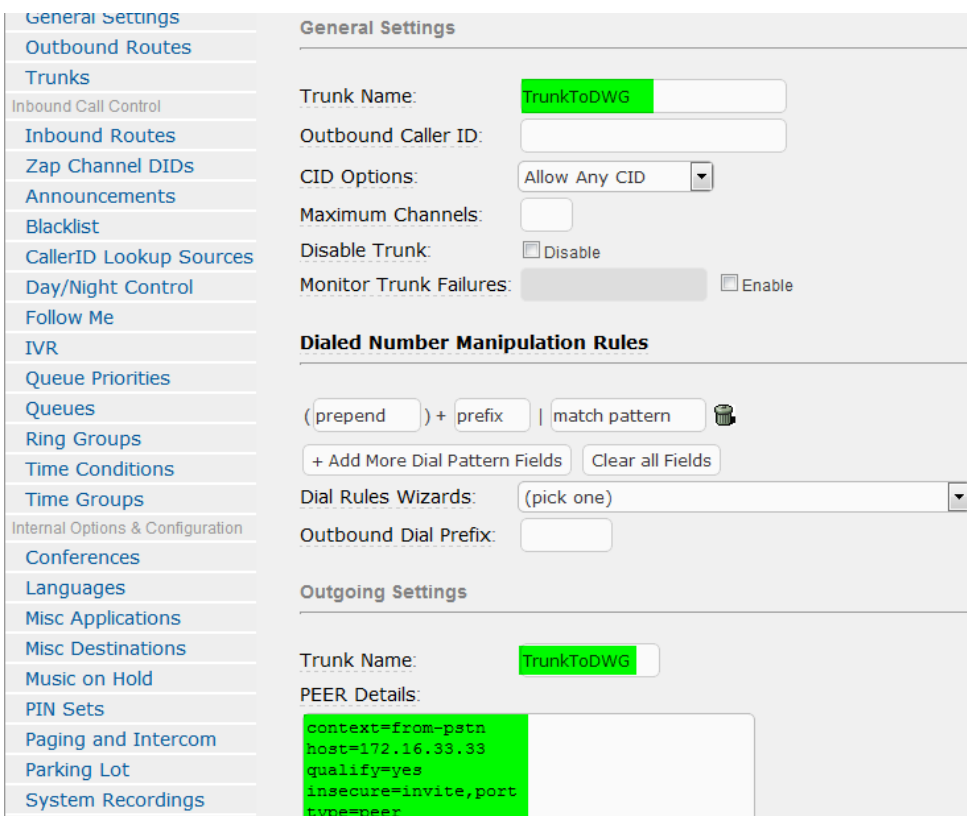 General Settings
Outbound Routes
Trunks
Inbound Call Control
Inbound Routes
Zap Channel DIDs
Announcements
Blacklist
CallerID Lookup Sources
Day/Night Control
Follow Me
IVR
Queue Priorities
Queues
Ring Groups
Time Conditions
Time Groups
Internal Options & Configuration
Conferences
Languages
Misc Applications
Misc Destinations
Music on Hold
PIN Sets
Paging and Intercom
Parking Lot
System Recordings
General Settings
Trunk Name: TrunkToDWG
Outbound Caller ID:
CID Options: Allow Any CID
Maximum Channels:
Disable Trunk: Disable
Monitor Trunk Failures: Enable
Dialed Number Manipulation Rules
(prepend) + prefix | match pattern
+ Add More Dial Pattern Fields Clear all Fields
Dial Rules Wizards: (pick one)
Outbound Dial Prefix:
Outgoing Settings
Trunk Name: TrunkToDWG
PEER Details:
context=from-pstn
host=172.16.33.33
qualify=yes
insecure=invite,port
type=peer